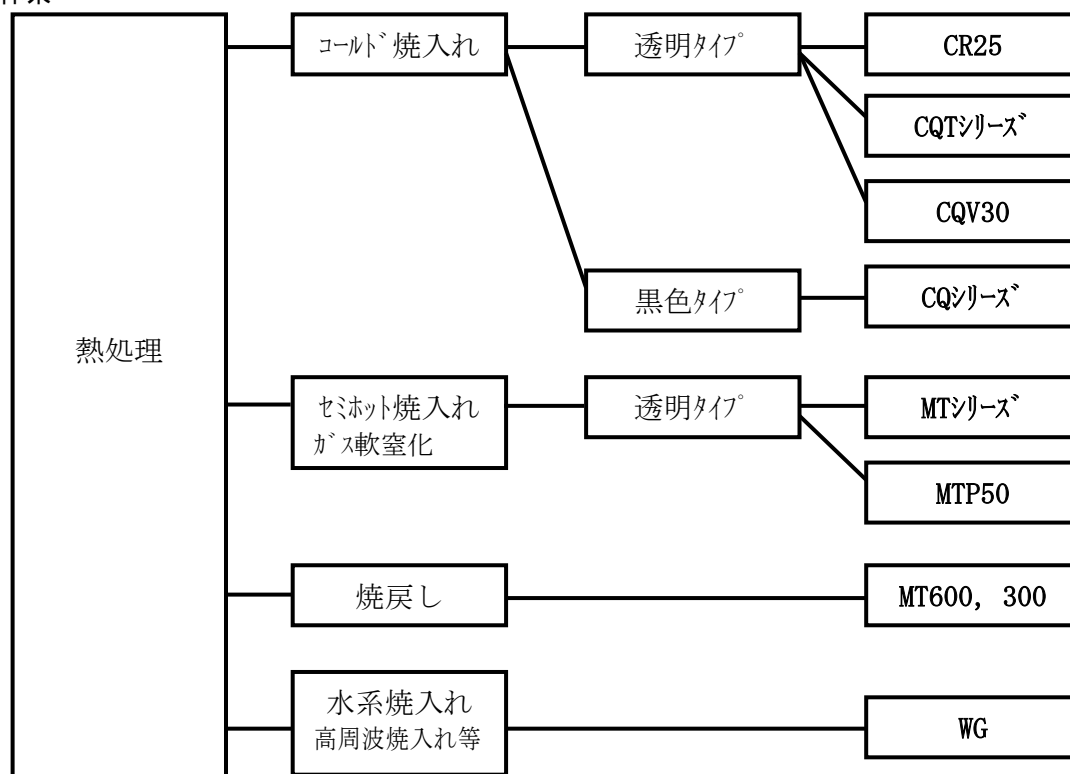 熱処理
ｺｰﾙﾄﾞ焼入れ
透明ﾀｲﾌﾟ
CR25
CQTｼﾘｰｽﾞ
CQV30
黒色ﾀｲﾌﾟ
CQｼﾘｰｽﾞ
ｾﾐﾎｯﾄ焼入れ
ｶﾞｽ軟窒化
透明ﾀｲﾌﾟ
MTｼﾘｰｽﾞ
MTP50
焼戻し
MT600, 300
水系焼入れ
高周波焼入れ等
WG